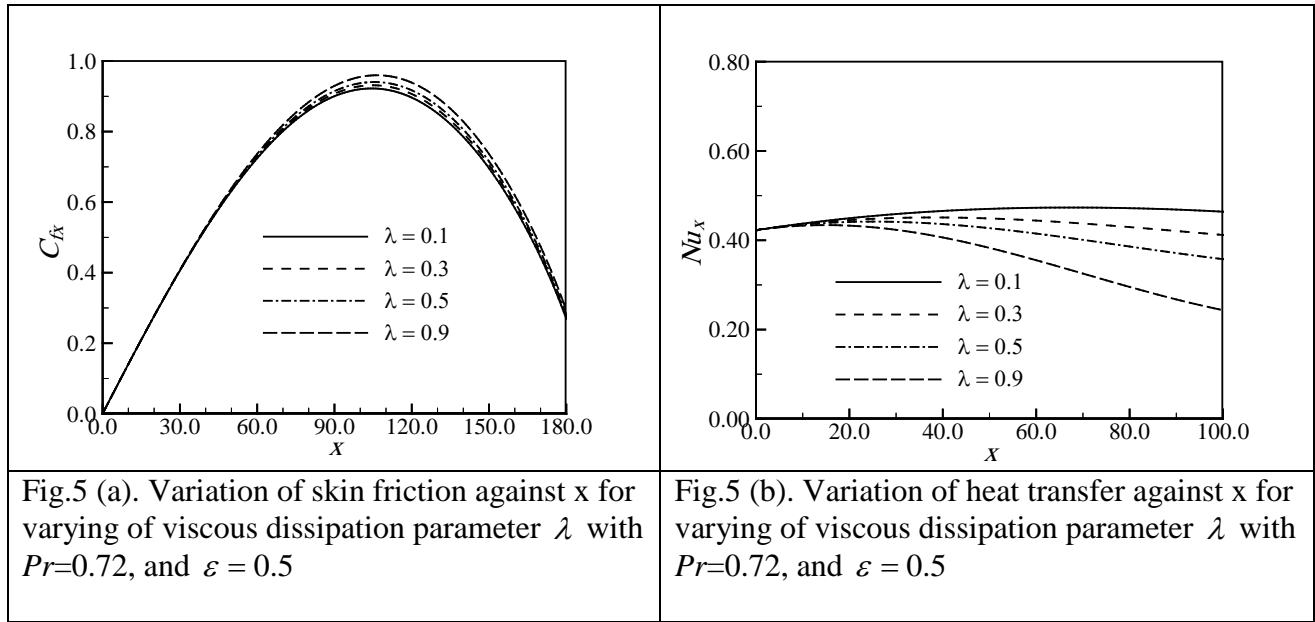 1.0
0.8
0.6
0.4
0.2
0.0
C_fx
λ = 0.1
λ = 0.3
λ = 0.5
λ = 0.9
0.0 30.0 60.0 90.0 120.0 150.0 180.0
x
0.80
0.60
0.40
0.20
0.00
Nu_x
λ = 0.1
λ = 0.3
λ = 0.5
λ = 0.9
0.0 20.0 40.0 60.0 80.0 100.0
x
Fig.5 (a). Variation of skin friction against x for
varying of viscous dissipation parameter λ with
Pr=0.72, and ε = 0.5
Fig.5 (b). Variation of heat transfer against x for
varying of viscous dissipation parameter λ with
Pr=0.72, and ε = 0.5